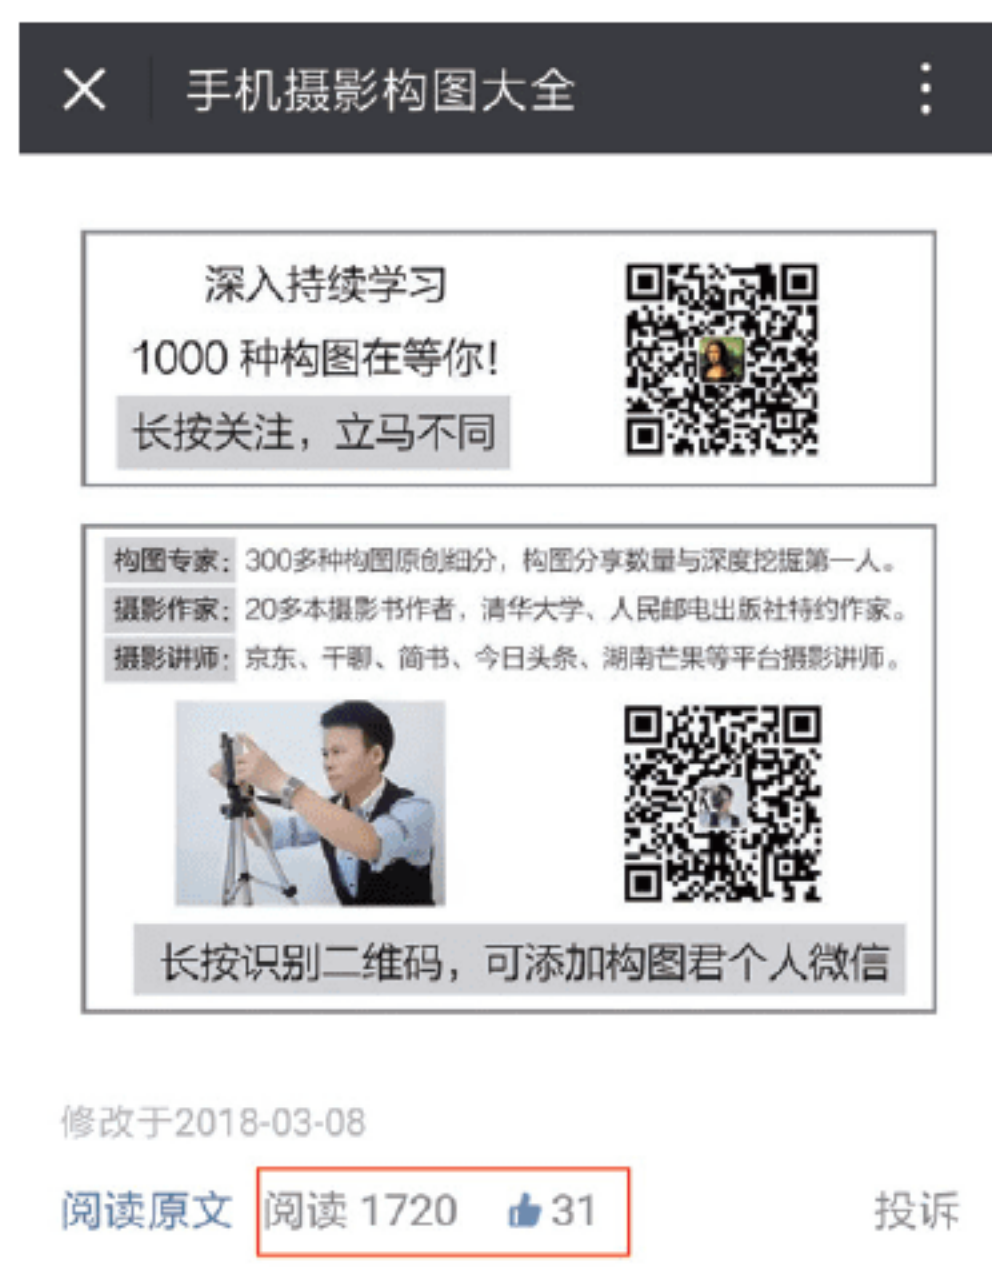 手机摄影构图大全
深入持续学习
1000 种构图在等你!
长按关注，立马不同
构图专家：300多种构图原创细分，构图分享数量与深度挖掘第一人。
摄影作家：20多本摄影书作者，清华大学、人民邮电出版社特约作家。
摄影讲师：京东、千聊、简书、今日头条、湖南芒果等平台摄影讲师。
长按识别二维码，可添加构图君个人微信
修改于2018-03-08
阅读原文 阅读 1720 31 投诉